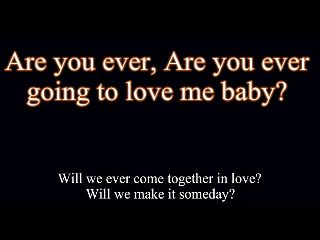 Are you ever, Are you ever
going to love me baby?
Will we ever come together in love?
Will we make it someday?